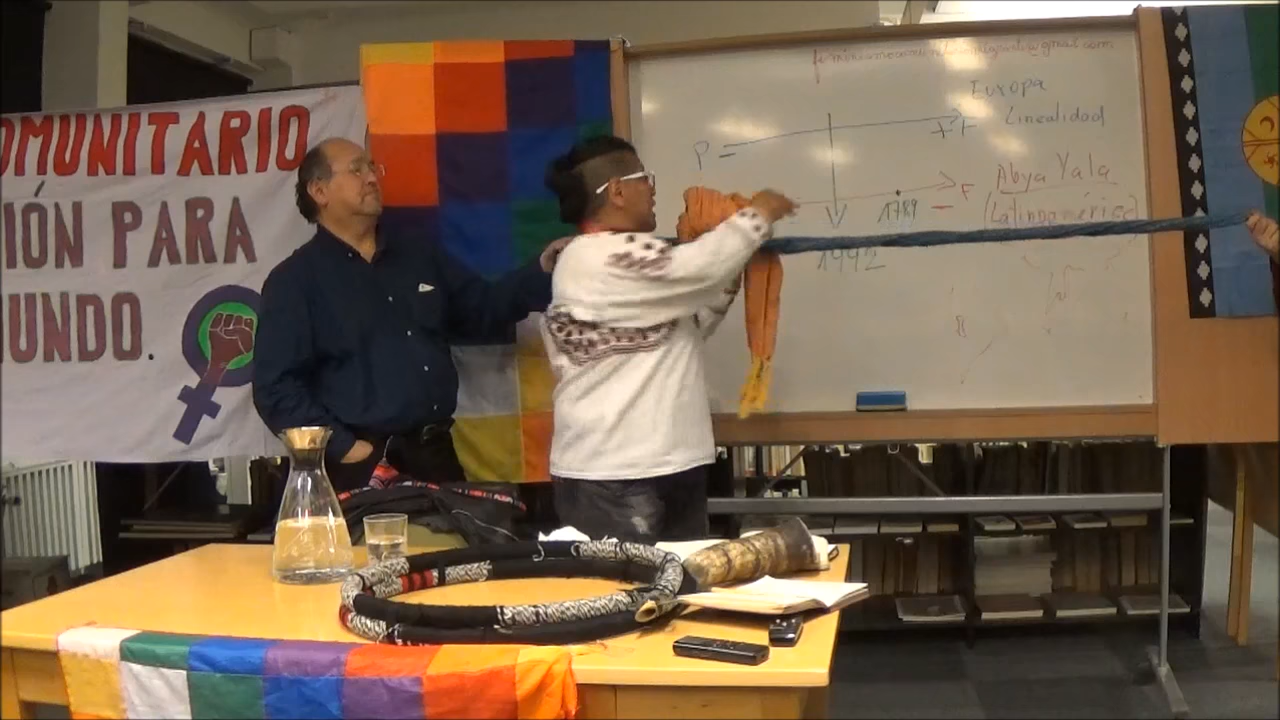 OMUNITARIO
IÓN PARA
UNDO.
Europa
Linealidad
P
++
Abya Yala
F
1789
(Latinoamérica)
1992